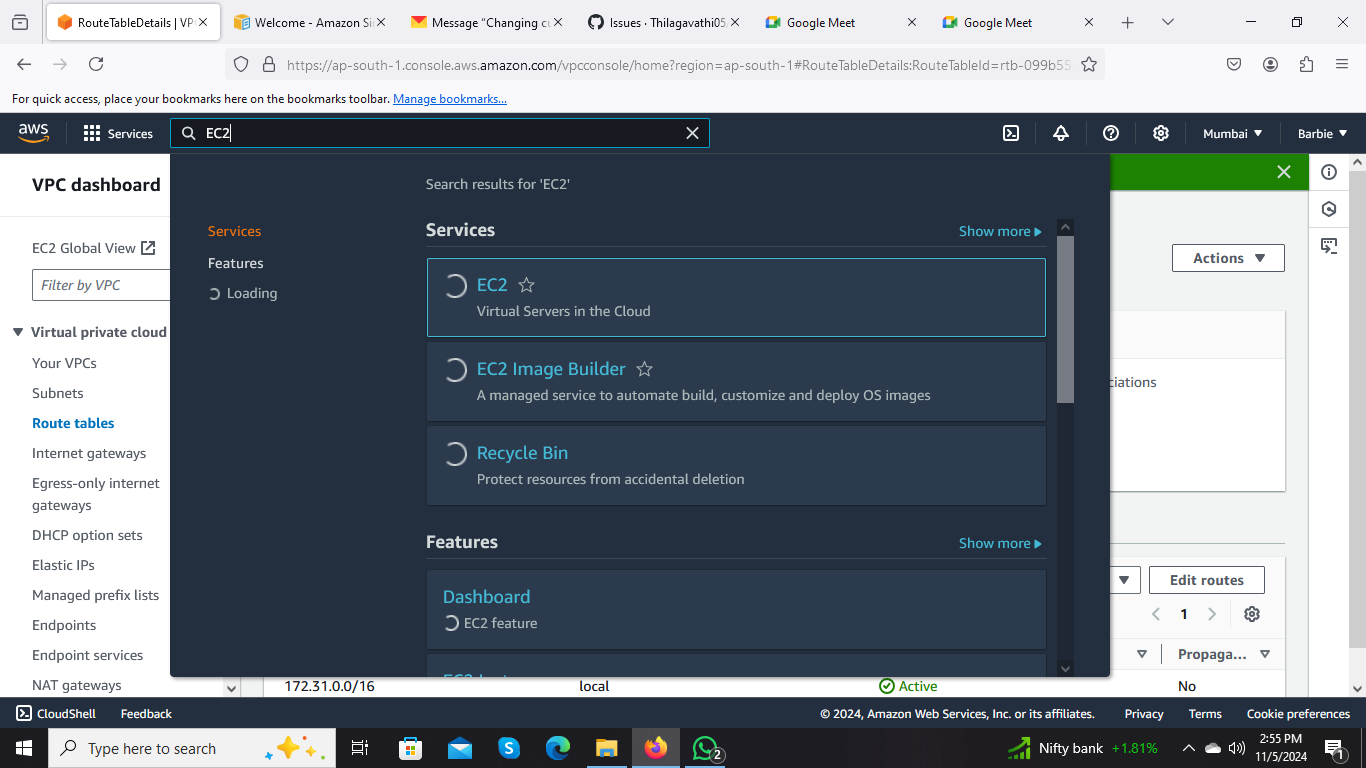 RouteTableDetails | VP
Welcome - Amazon Si
Message "Changing c
Issues · Thilagavathi05
Google Meet
Google Meet
https://ap-south-1.console.aws.amazon.com/vpcconsole/home?region=ap-south-1#RouteTableDetails:RouteTableId=rtb-099b55
For quick access, place your bookmarks here on the bookmarks toolbar. Manage bookmarks...
aws
Services
EC2
Mumbai
Barbie
VPC dashboard
EC2 Global View
Filter by VPC
Virtual private cloud
Your VPCs
Subnets
Route tables
Internet gateways
Egress-only internet
gateways
DHCP option sets
Elastic IPs
Managed prefix lists
Endpoints
Endpoint services
NAT gateways
Search results for 'EC2'
Services
Features
Loading
Services
Show more
EC2
Virtual Servers in the Cloud
EC2 Image Builder
A managed service to automate build, customize and deploy OS images
Recycle Bin
Protect resources from accidental deletion
Features
Show more
Dashboard
EC2 feature
Actions
ciations
Edit routes
1
Propaga...
172.31.0.0/16
local
Active
No
CloudShell
Feedback
© 2024, Amazon Web Services, Inc. or its affiliates.
Privacy
Terms
Cookie preferences
Type here to search
2
Nifty bank +1.81%
2:55 PM
11/5/2024
1